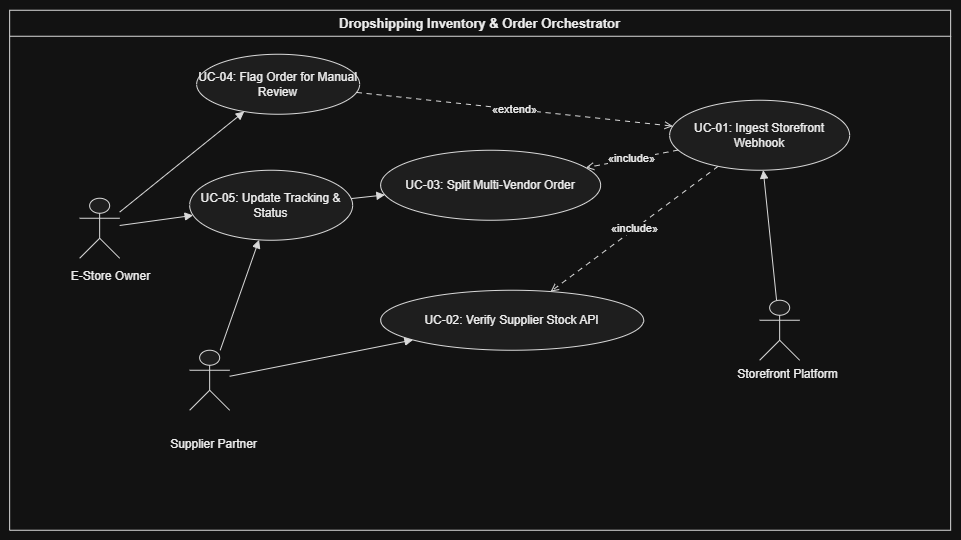 Dropshipping Inventory & Order Orchestrator
UC-04: Flag Order for Manual
Review
«extend»
UC-01: Ingest Storefront
Webhook
«include»
UC-03: Split Multi-Vendor Order
UC-05: Update Tracking &
Status
«include»
E-Store Owner
UC-02: Verify Supplier Stock API
Storefront Platform
Supplier Partner